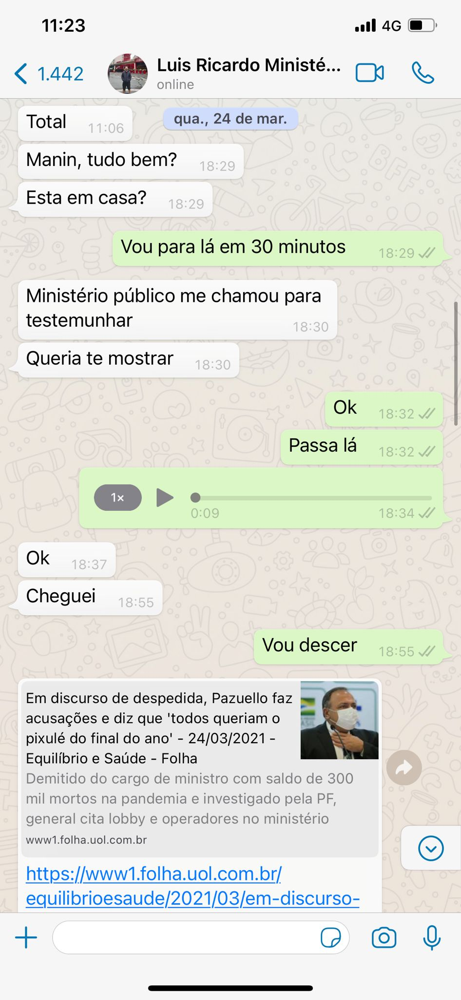 11:23
4G
1.442
Luis Ricardo Ministé...
online
Total 11:06
qua., 24 de mar.
Manin, tudo bem? 18:29
Esta em casa? 18:29
Vou para lá em 30 minutos 18:29
Ministério público me chamou para
testemunhar 18:30
Queria te mostrar 18:30
Ok 18:32
Passa lá 18:32
1×
0:09 18:34
Ok 18:37
Cheguei 18:55
Vou descer 18:55
Em discurso de despedida, Pazuello faz
acusações e diz que 'todos queriam o
pixulé do final do ano' - 24/03/2021 -
Equilíbrio e Saúde - Folha
Demitido do cargo de ministro com saldo de 300
mil mortos na pandemia e investigado pela PF,
general cita lobby e operadores no ministério
www1.folha.uol.com.br
https://www1.folha.uol.com.br/
equilibrioesaude/2021/03/em-discurso-